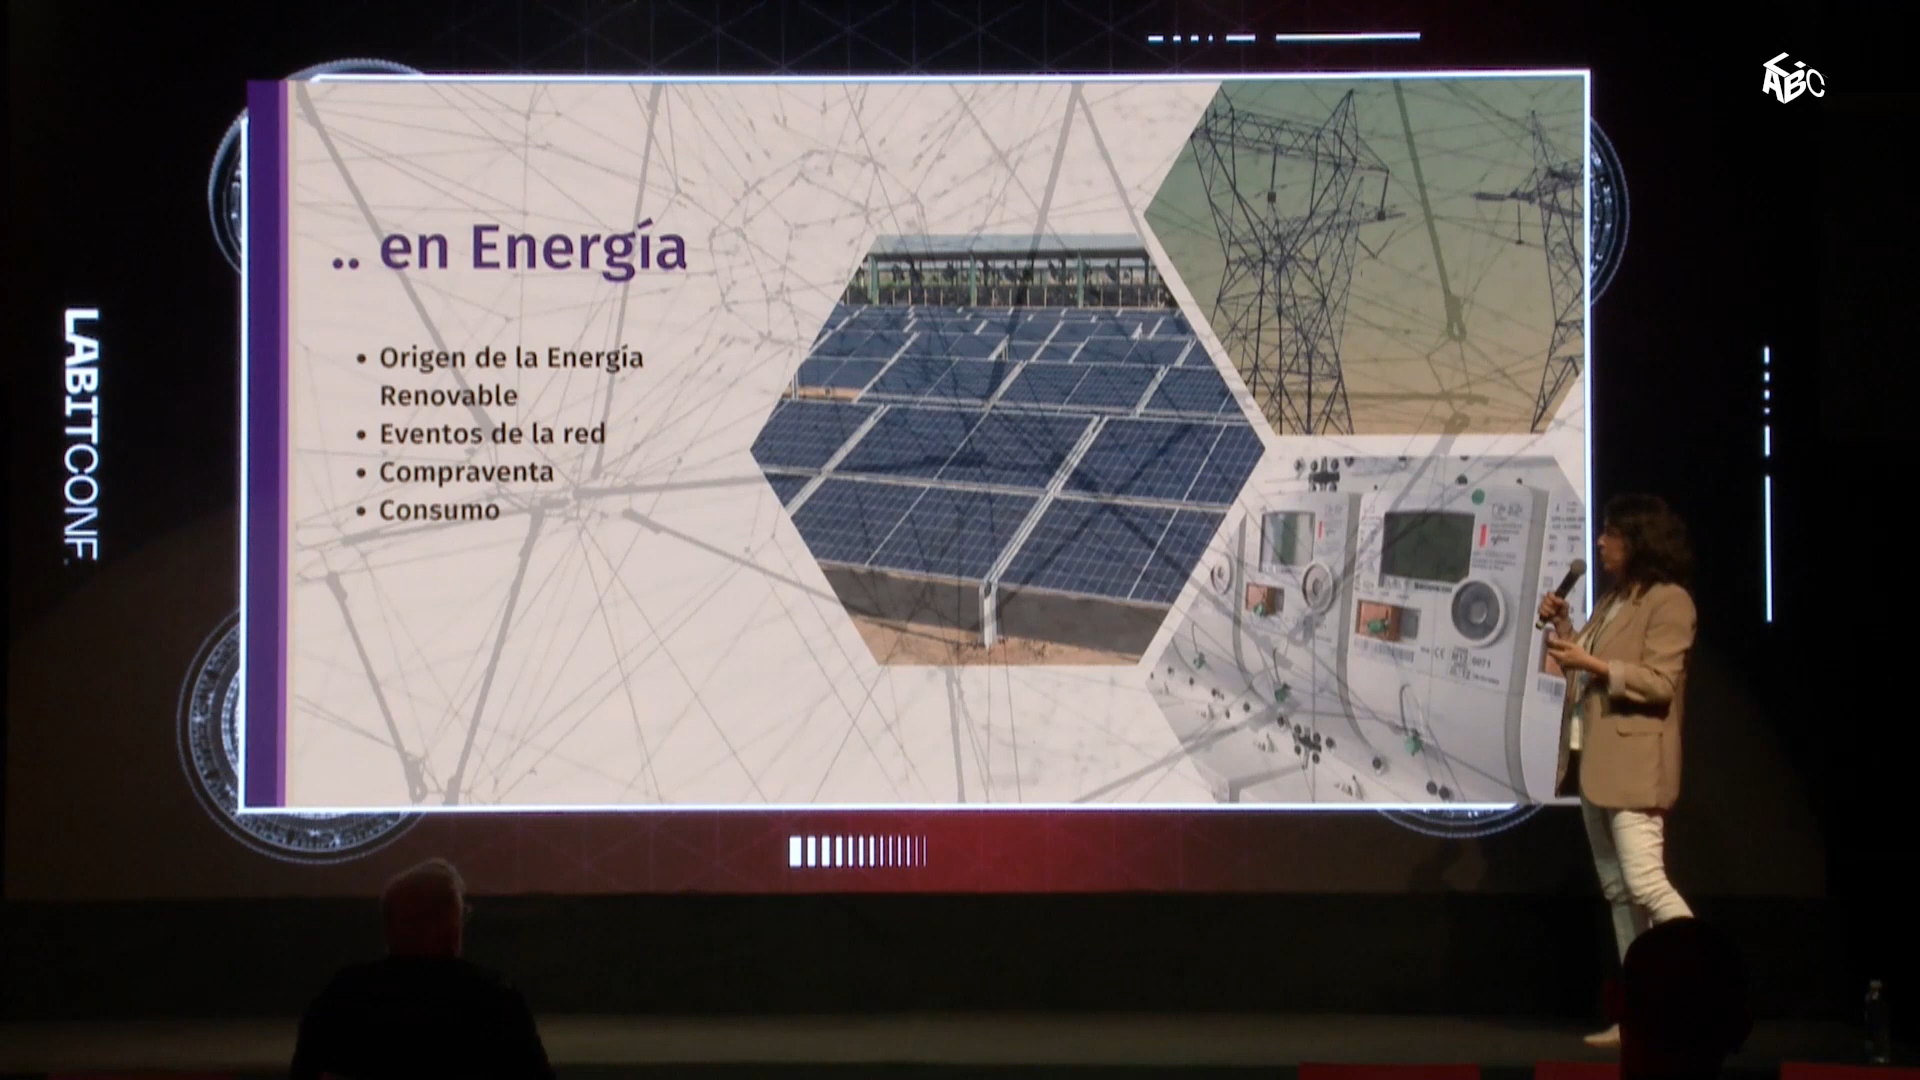 ABC
LABITCONF.
.. en Energía
• Origen de la Energía
Renovable
• Eventos de la red
• Compraventa
• Consumo